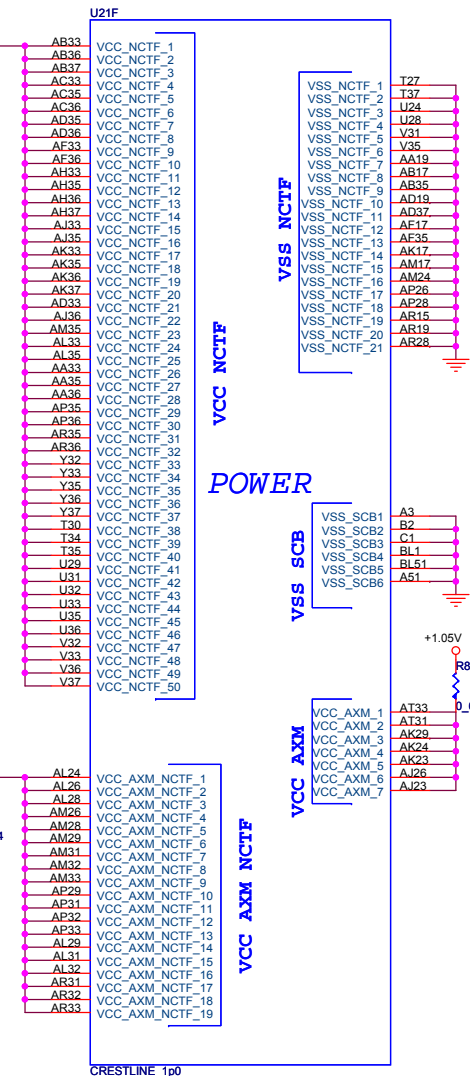 U21F
AB33 VCC_NCTF_1
AB36 VCC_NCTF_2
AB37 VCC_NCTF_3
AC33 VCC_NCTF_4
AC35 VCC_NCTF_5
AC36 VCC_NCTF_6
AD35 VCC_NCTF_7
AD36 VCC_NCTF_8
AF33 VCC_NCTF_9
AF36 VCC_NCTF_10
AH33 VCC_NCTF_11
AH35 VCC_NCTF_12
AH36 VCC_NCTF_13
AH37 VCC_NCTF_14
AJ33 VCC_NCTF_15
AJ35 VCC_NCTF_16
AK33 VCC_NCTF_17
AK35 VCC_NCTF_18
AK36 VCC_NCTF_19
AK37 VCC_NCTF_20
AD33 VCC_NCTF_21
AJ36 VCC_NCTF_22
AM35 VCC_NCTF_23
AL33 VCC_NCTF_24
AL35 VCC_NCTF_25
AA33 VCC_NCTF_26
AA35 VCC_NCTF_27
AA36 VCC_NCTF_28
AP35 VCC_NCTF_29
AP36 VCC_NCTF_30
AR35 VCC_NCTF_31
AR36 VCC_NCTF_32
Y32 VCC_NCTF_33
Y33 VCC_NCTF_34
Y35 VCC_NCTF_35
Y36 VCC_NCTF_36
Y37 VCC_NCTF_37
T30 VCC_NCTF_38
T34 VCC_NCTF_39
T35 VCC_NCTF_40
U29 VCC_NCTF_41
U31 VCC_NCTF_42
U32 VCC_NCTF_43
U33 VCC_NCTF_44
U35 VCC_NCTF_45
U36 VCC_NCTF_46
V32 VCC_NCTF_47
V33 VCC_NCTF_48
V36 VCC_NCTF_49
V37 VCC_NCTF_50
VCC NCTF
VSS_NCTF_1 T27
VSS_NCTF_2 T37
VSS_NCTF_3 U24
VSS_NCTF_4 U28
VSS_NCTF_5 V31
VSS_NCTF_6 V35
VSS_NCTF_7 AA19
VSS_NCTF_8 AB17
VSS_NCTF_9 AB35
VSS_NCTF_10 AD19
VSS_NCTF_11 AD37
VSS_NCTF_12 AF17
VSS_NCTF_13 AF35
VSS_NCTF_14 AK17
VSS_NCTF_15 AM17
VSS_NCTF_16 AM24
VSS_NCTF_17 AP26
VSS_NCTF_18 AP28
VSS_NCTF_19 AR15
VSS_NCTF_20 AR19
VSS_NCTF_21 AR28
VSS NCTF
POWER
VSS_SCB1 A3
VSS_SCB2 B2
VSS_SCB3 C1
VSS_SCB4 BL1
VSS_SCB5 BL51
VSS_SCB6 A51
VSS SCB
+1.05V
VCC_AXM_1 AT33
VCC_AXM_2 AT31
VCC_AXM_3 AK29
VCC_AXM_4 AK24
VCC_AXM_5 AK23
VCC_AXM_6 AJ26
VCC_AXM_7 AJ23
VCC AXM
AL24 VCC_AXM_NCTF_1
AL26 VCC_AXM_NCTF_2
AL28 VCC_AXM_NCTF_3
AM26 VCC_AXM_NCTF_4
AM28 VCC_AXM_NCTF_5
AM29 VCC_AXM_NCTF_6
AM31 VCC_AXM_NCTF_7
AM32 VCC_AXM_NCTF_8
AM33 VCC_AXM_NCTF_9
AP29 VCC_AXM_NCTF_10
AP31 VCC_AXM_NCTF_11
AP32 VCC_AXM_NCTF_12
AP33 VCC_AXM_NCTF_13
AL29 VCC_AXM_NCTF_14
AL31 VCC_AXM_NCTF_15
AL32 VCC_AXM_NCTF_16
AR31 VCC_AXM_NCTF_17
AR32 VCC_AXM_NCTF_18
AR33 VCC_AXM_NCTF_19
VCC AXM NCTF
CRESTLINE_1p0